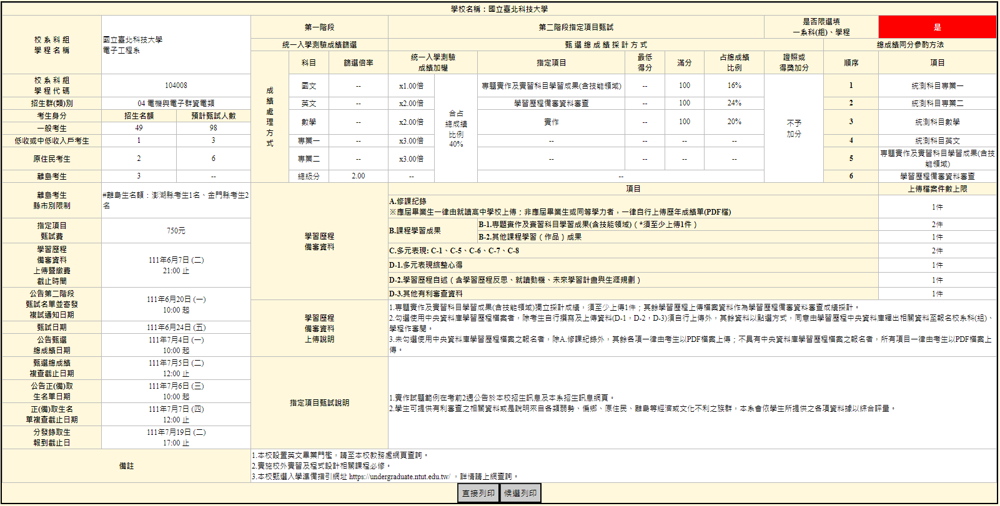 學校名稱：國立臺北科技大學
校 系 科 組
學 程 名 稱
國立臺北科技大學
電子工程系
第一階段
第二階段指定項目甄試
是否限選填
一系科(組)、學程
是
統一入學測驗成績篩選
甄 選 總 成 績 採 計 方 式
總成績同分參酌方法
成績處理方式
科目
篩選倍率
統一入學測驗
成績加權
指定項目
最低
得分
滿分
占總成績
比例
證照或
得獎加分
順序
項目
校 系 科 組
學 程 代 碼
104008
國文
--
x1.00倍
合占
總成績
比例
40%
專題實作及實習科目學習成果(含技能領域)
--
100
16%
不予
加分
1
統測科目專業一
招生群(類)別
04 電機與電子群資電類
英文
--
x2.00倍
學習歷程備審資料審查
--
100
24%
2
統測科目專業二
考生身分
招生名額
預計甄試人數
數學
--
x2.00倍
實作
--
100
20%
3
統測科目數學
一般考生
49
98
低收或中低收入戶考生
1
3
專業一
--
x3.00倍
--
--
--
--
4
統測科目英文
原住民考生
2
6
專業二
--
x3.00倍
--
--
--
--
5
專題實作及實習科目學習成果(含技
能領域)
離島考生
3
--
總級分
2.00
--
--
6
學習歷程備審資料審查
離島考生
縣市別限制
#離島生名額：澎湖縣考生1名、金門縣考生2
名
學習歷程
備審資料
項目
上傳檔案件數上限
A.修課紀錄
※應屆畢業生一律由就讀高中學校上傳；非應屆畢業生或同等學力者，一律自行上傳歷年成績單(PDF檔)
1件
指定項目
甄試費
750元
B.課程學習成果
B-1.專題實作及實習科目學習成果(含技能領域)（*須至少上傳1件）
2件
B-2.其他課程學習（作品）成果
1件
學習歷程
備審資料
上傳暨繳費
截止時間
111年6月7日 (二)
21:00 止
C.多元表現: C-1、C-5、C-6、C-7、C-8
2件
D-1.多元表現綜整心得
1件
D-2.學習歷程自述（含學習歷程反思、就讀動機、未來學習計畫與生涯規劃）
1件
D-3.其他有利審查資料
1件
公告第二階段
甄試名單並寄發
複試通知日期
111年6月20日 (一)
10:00 起
學習歷程
備審資料
上傳說明
1.專題實作及實習科目學習成果(含技能領域)獨立採計成績，須至少上傳1件；其餘學習歷程上傳檔案資料作為學習歷程備審資料審查成績採計。
2.勾選使用中央資料庫學習歷程檔案者，除考生自行撰寫及上傳資料(D-1，D-2，D-3)須自行上傳外，其餘資料以點選方式，同意由學習歷程中央資料庫釋出相關資料至報名校系科(組)、
學程作審閱。
3.未勾選使用中央資料庫學習歷程檔案之報名者，除A.修課紀錄外，其餘各項一律由考生以PDF檔案上傳；不具有中央資料庫學習歷程檔案之報名者，所有項目一律由考生以PDF檔案上
傳。
甄試日期
111年6月24日 (五)
公告甄選
總成績日期
111年7月4日 (一)
10:00 起
甄選總成績
複查截止日期
111年7月5日 (二)
12:00 止
指定項目甄試說明
1.實作試題範例在考前2週公告於本校招生訊息及本系招生訊息網頁。
2.學生可提供有利審查之相關資料或是說明來自各類弱勢、偏鄉、原住民、離島等經濟或文化不利之族群，本系會依學生所提供之各項資料據以綜合評量。
公告正(備)取
生名單日期
111年7月6日 (三)
10:00 起
正(備)取生名
單複查截止日期
111年7月7日 (四)
12:00 止
分發錄取生
報到截止日
111年7月19日 (二)
17:00 止
備註
1.本校設置英文畢業門檻，請至本校教務處網頁查詢。
2.實施校外實習及程式設計相關課程必修。
3.本校甄選入學準備指引網址 https://undergraduate.ntut.edu.tw/ ，詳情請上網查詢。
直接列印
候選列印